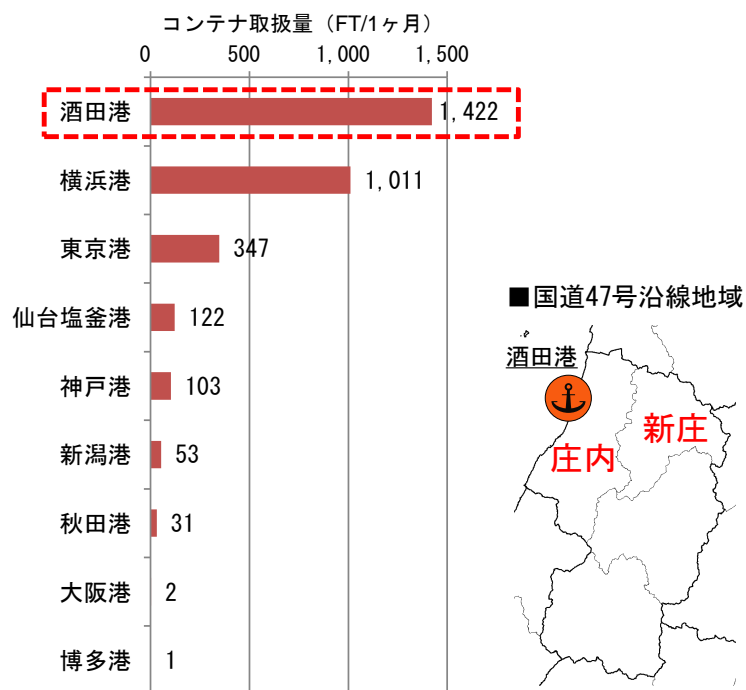 コンテナ取扱量（FT/1ヶ月）
0 500 1,000 1,500
酒田港 1,422
横浜港 1,011
東京港 347
仙台塩釜港 122
神戸港 103
新潟港 53
秋田港 31
大阪港 2
博多港 1
■国道47号沿線地域
酒田港
新庄
庄内